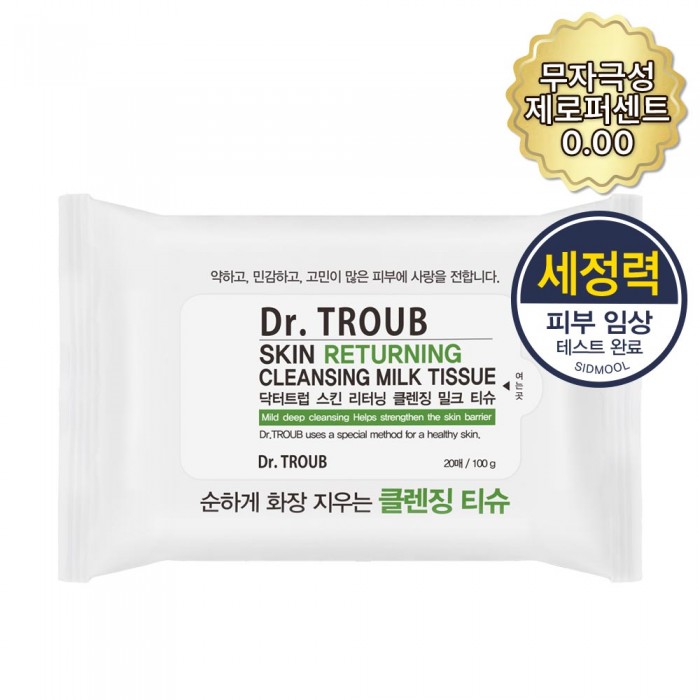 무자극성
제로퍼센트
0.00
세정력
피부 임상
테스트 완료
SIDMOOL
약하고, 민감하고, 고민이 많은 피부에 사랑을 전합니다.
Dr. TROUB
SKIN RETURNING
CLEANSING MILK TISSUE
닥터트럽 스킨 리터닝 클렌징 밀크 티슈
Mild deep cleansing Helps strengthen the skin barrier
Dr.TROUB uses a special method for a healthy skin.
Dr. TROUB
20매 / 100 g
◀ 여는곳
순하게 화장 지우는 클렌징 티슈